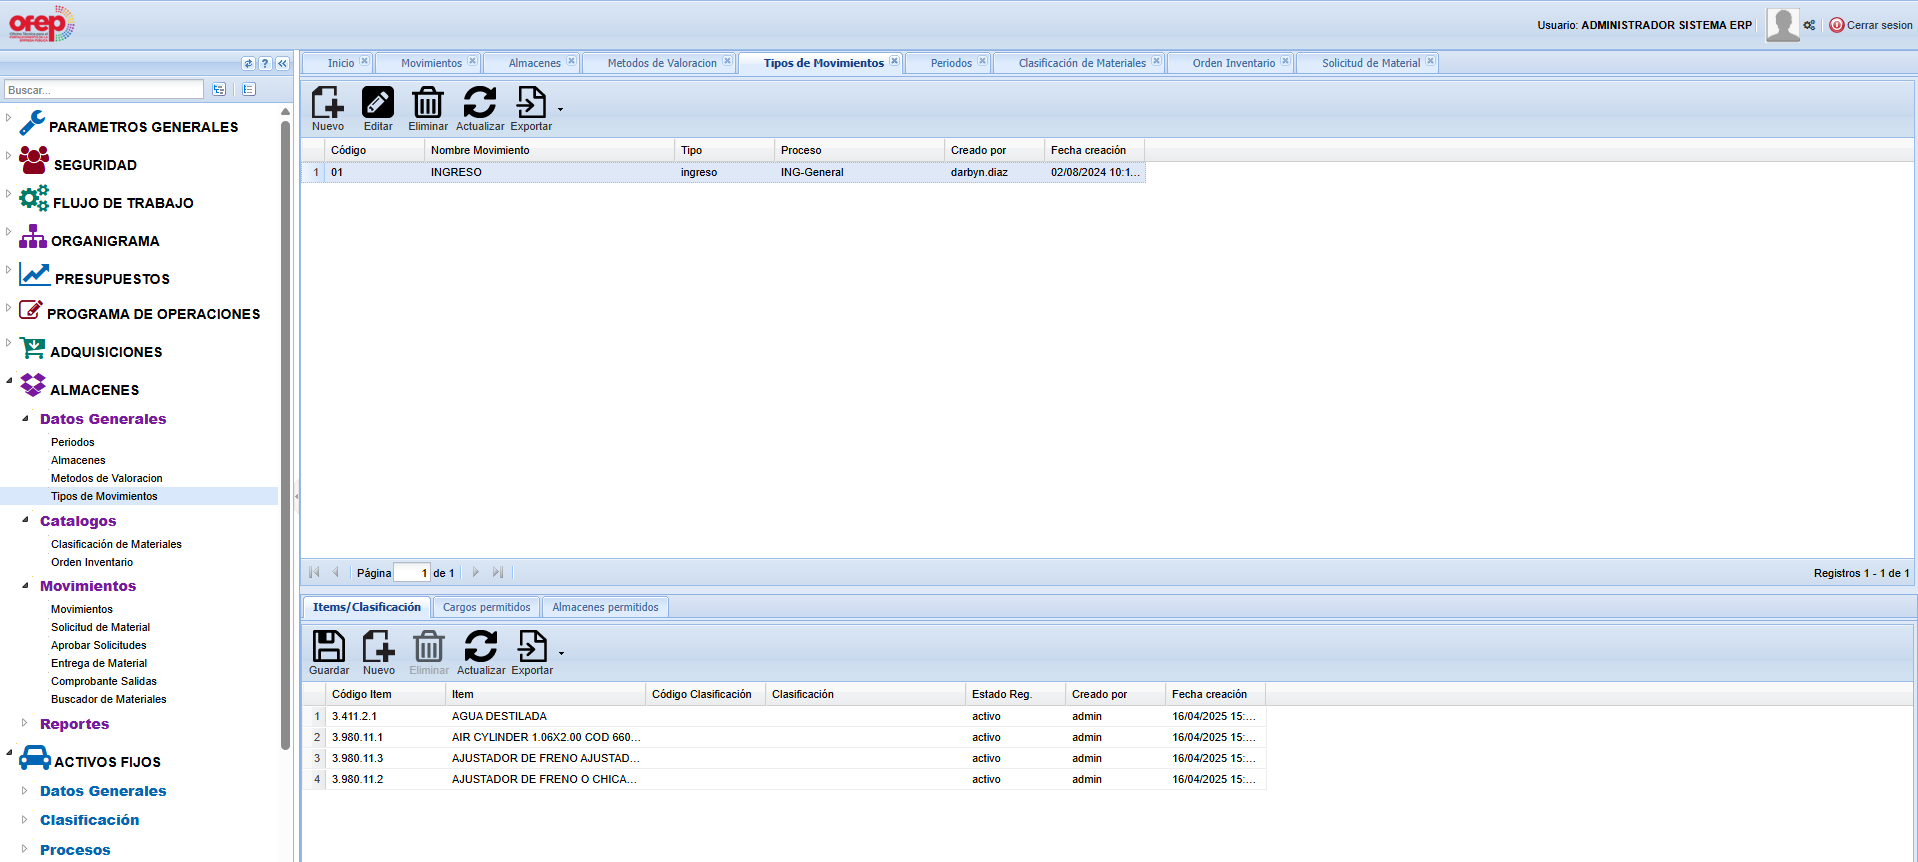 ofep
Usuario: ADMINISTRADOR SISTEMA ERP
Cerrar sesion
Buscar...
PARAMETROS GENERALES
SEGURIDAD
FLUJO DE TRABAJO
ORGANIGRAMA
PRESUPUESTOS
PROGRAMA DE OPERACIONES
ADQUISICIONES
ALMACENES
Datos Generales
Periodos
Almacenes
Metodos de Valoracion
Tipos de Movimientos
Catalogos
Clasificación de Materiales
Orden Inventario
Movimientos
Movimientos
Solicitud de Material
Aprobar Solicitudes
Entrega de Material
Comprobante Salidas
Buscador de Materiales
Reportes
ACTIVOS FIJOS
Datos Generales
Clasificación
Procesos
Inicio Movimientos Almacenes Metodos de Valoracion Tipos de Movimientos Periodos Clasificación de Materiales Orden Inventario Solicitud de Material
Nuevo Editar Eliminar Actualizar Exportar
Código Nombre Movimiento Tipo Proceso Creado por Fecha creación
1 01 INGRESO ingreso ING-General darbyn.diaz 02/08/2024 10:1...
Página 1 de 1
Registros 1 - 1 de 1
Items/Clasificación Cargos permitidos Almacenes permitidos
Guardar Nuevo Eliminar Actualizar Exportar
Código Item Item Código Clasificación Clasificación Estado Reg. Creado por Fecha creación
1 3.411.2.1 AGUA DESTILADA activo admin 16/04/2025 15:...
2 3.980.11.1 AIR CYLINDER 1.06X2.00 COD 660... activo admin 16/04/2025 15:...
3 3.980.11.3 AJUSTADOR DE FRENO AJUSTAD... activo admin 16/04/2025 15:...
4 3.980.11.2 AJUSTADOR DE FRENO O CHICA... activo admin 16/04/2025 15:...